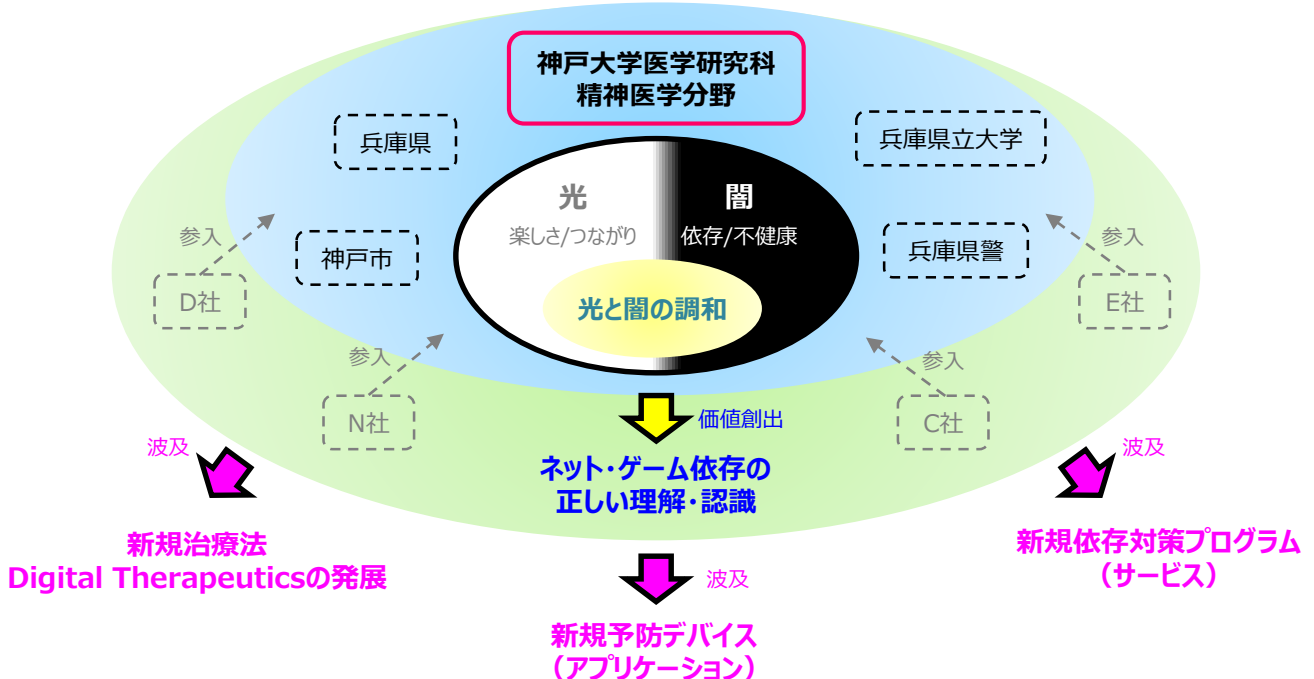 神戸大学医学研究科
精神医学分野
兵庫県
兵庫県立大学
光
闇
楽しさ/つながり
依存/不健康
参入
参入
神戸市
兵庫県警
D社
光と闇の調和
E社
参入
参入
N社
C社
価値創出
波及
波及
ネット・ゲーム依存の
正しい理解・認識
新規治療法
Digital Therapeuticsの発展
新規依存対策プログラム
（サービス）
波及
新規予防デバイス
（アプリケーション）